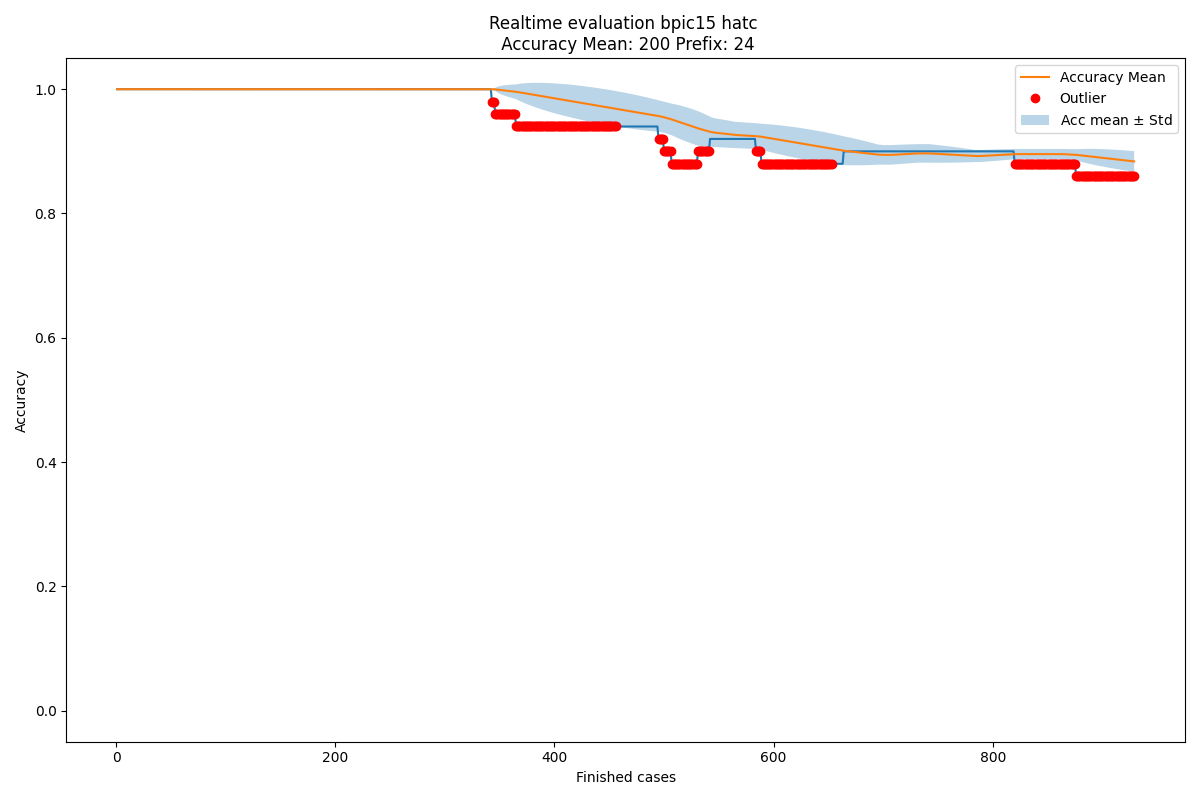 Realtime evaluation bpic15 hatc
Accuracy Mean: 200 Prefix: 24
Accuracy Mean
Outlier
Acc mean ± Std
1.0
0.8
0.6
0.4
0.2
0.0
Accuracy
0 200 400 600 800
Finished cases